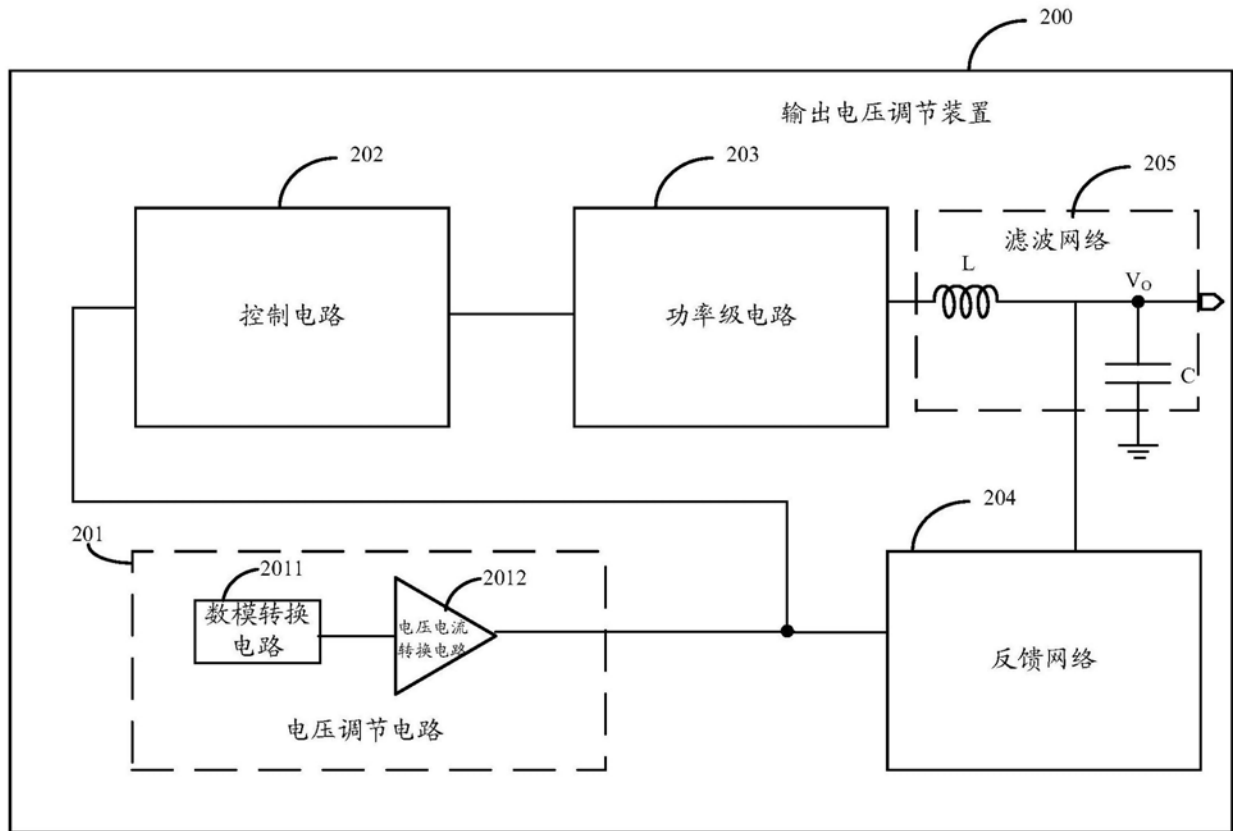 200
输出电压调节装置
202
203
205
滤波网络
L
V_O
控制电路
功率级电路
C
204
201
2011
2012
数模转换
电路
电压电流
转换电路
反馈网络
电压调节电路